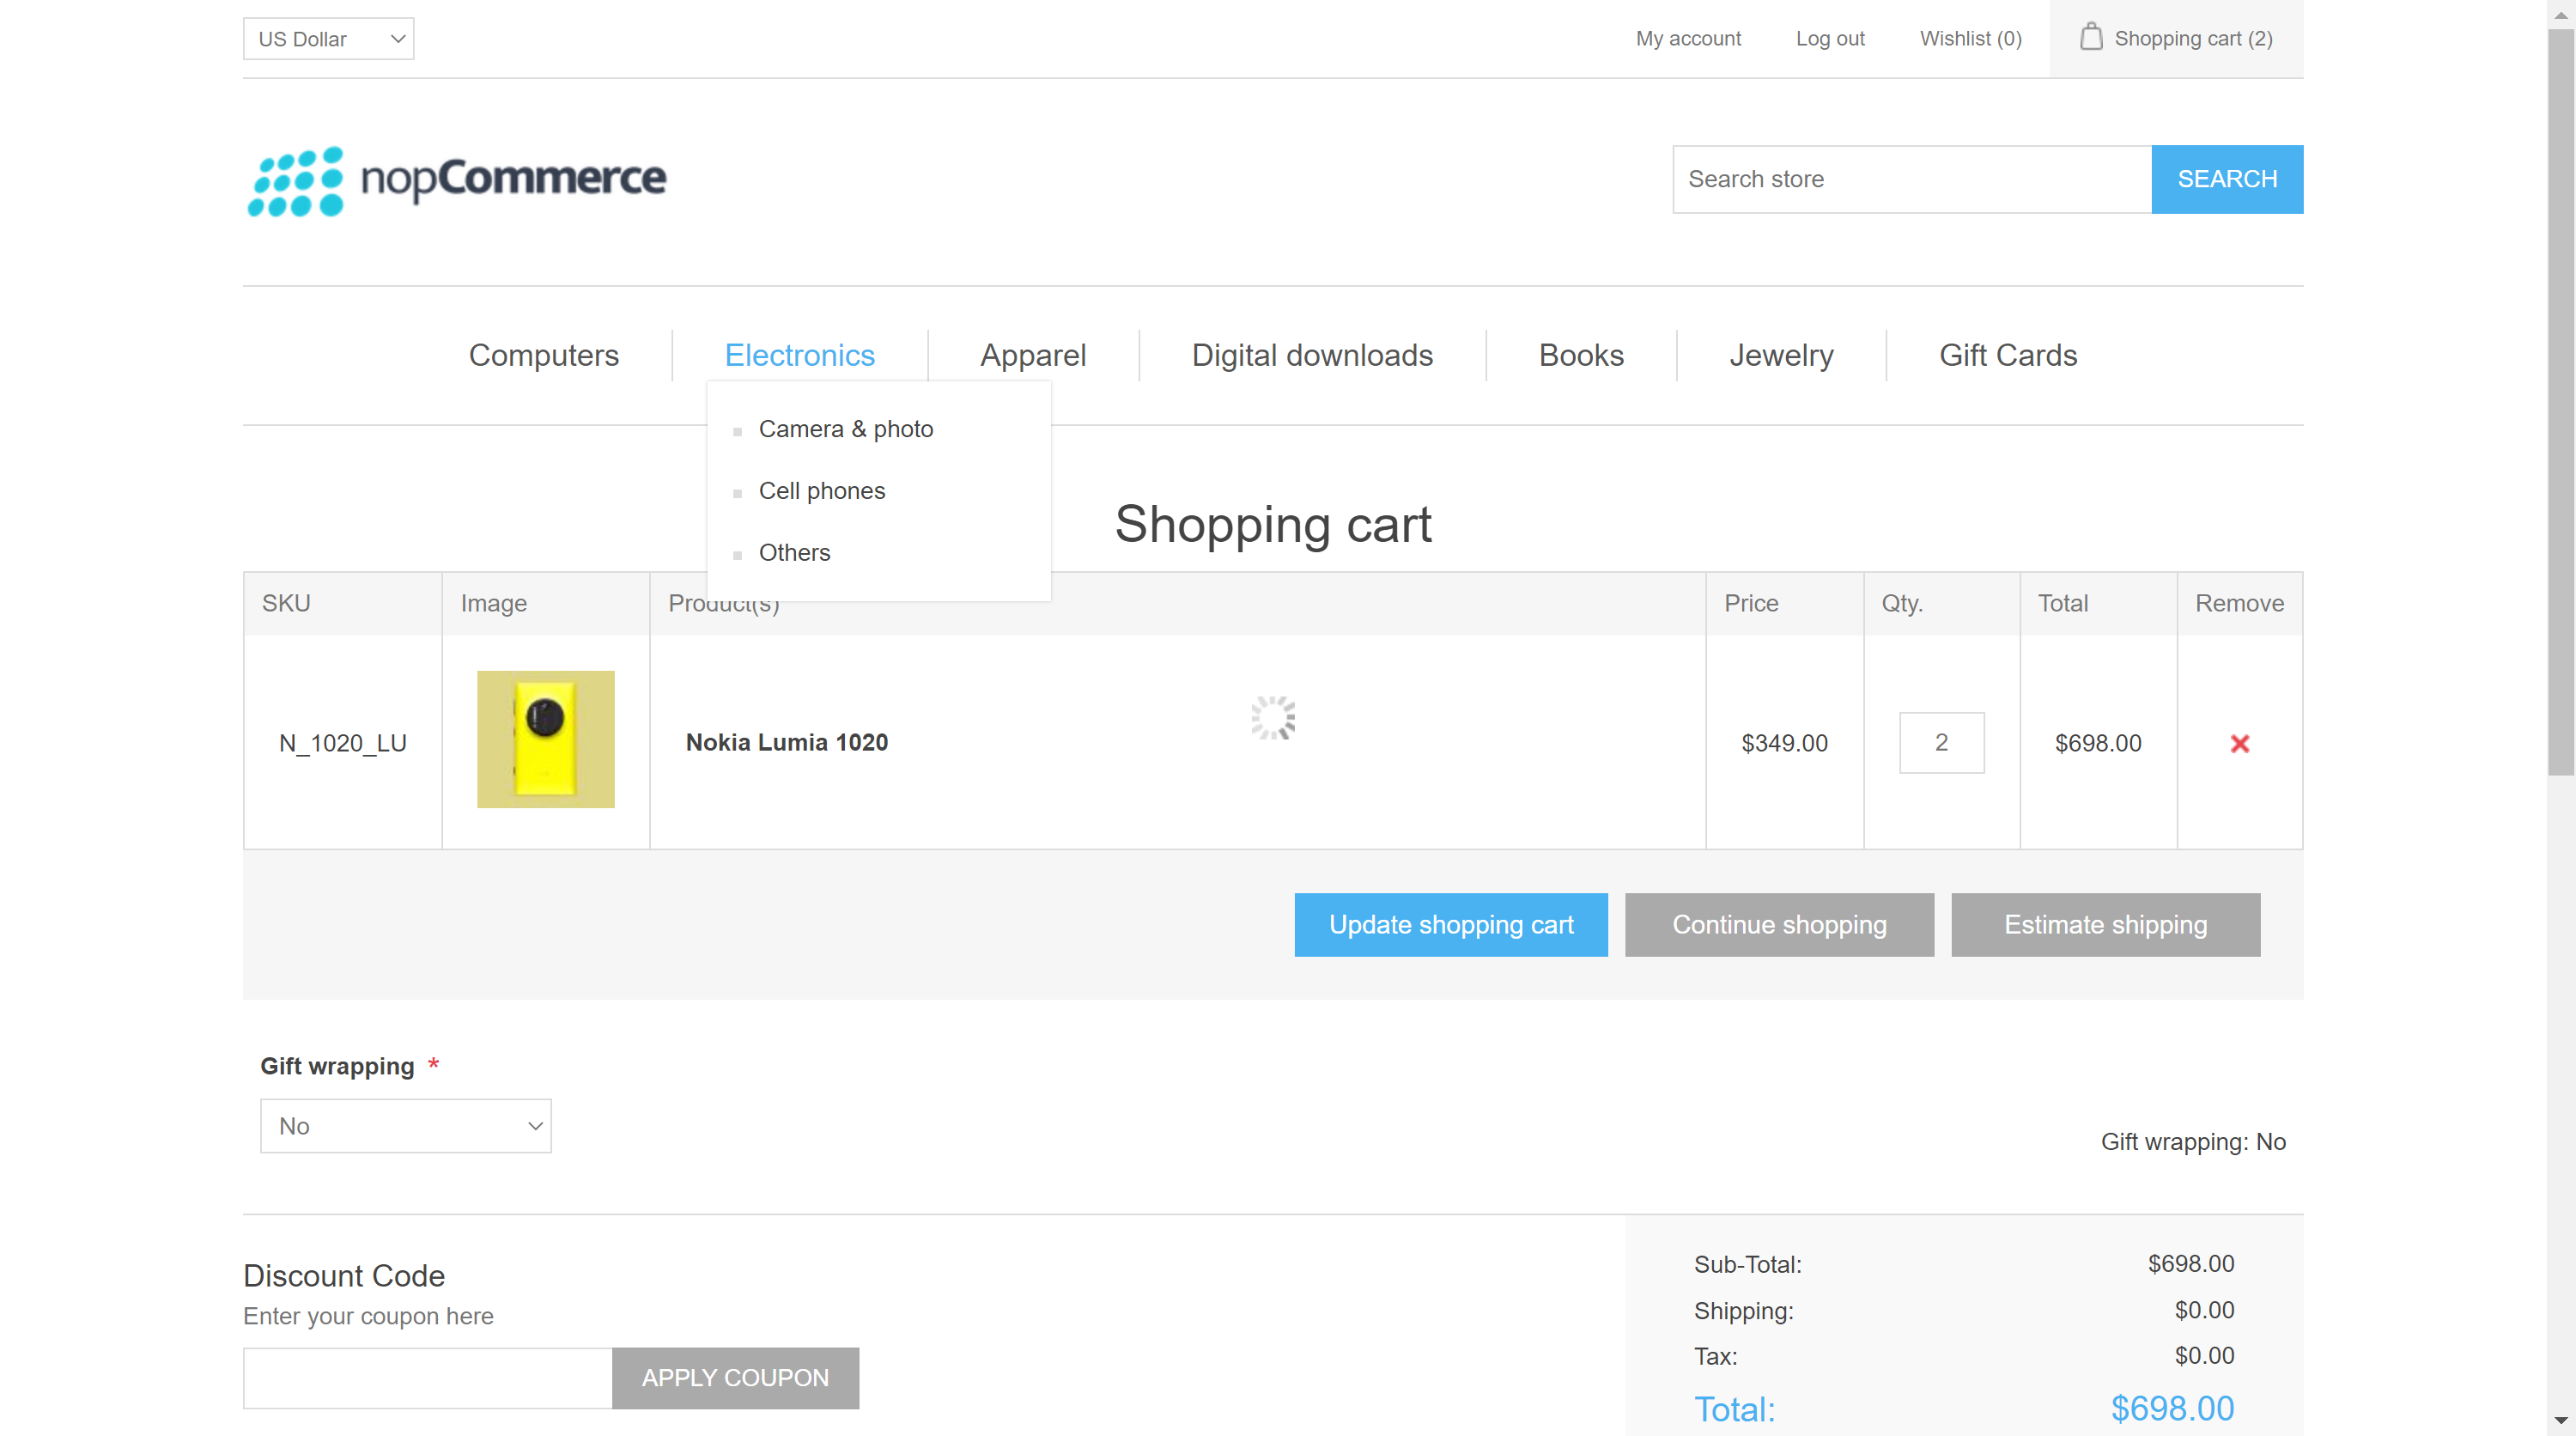 US Dollar
My account
Log out
Wishlist (0)
Shopping cart (2)
nopCommerce
Search store
SEARCH
Computers
Electronics
Apparel
Digital downloads
Books
Jewelry
Gift Cards
Camera & photo
Cell phones
Others
Shopping cart
SKU
Image
Product(s)
Price
Qty.
Total
Remove
N_1020_LU
Nokia Lumia 1020
$349.00
2
$698.00
Update shopping cart
Continue shopping
Estimate shipping
Gift wrapping *
No
Gift wrapping: No
Discount Code
Enter your coupon here
APPLY COUPON
Sub-Total: $698.00
Shipping: $0.00
Tax: $0.00
Total: $698.00